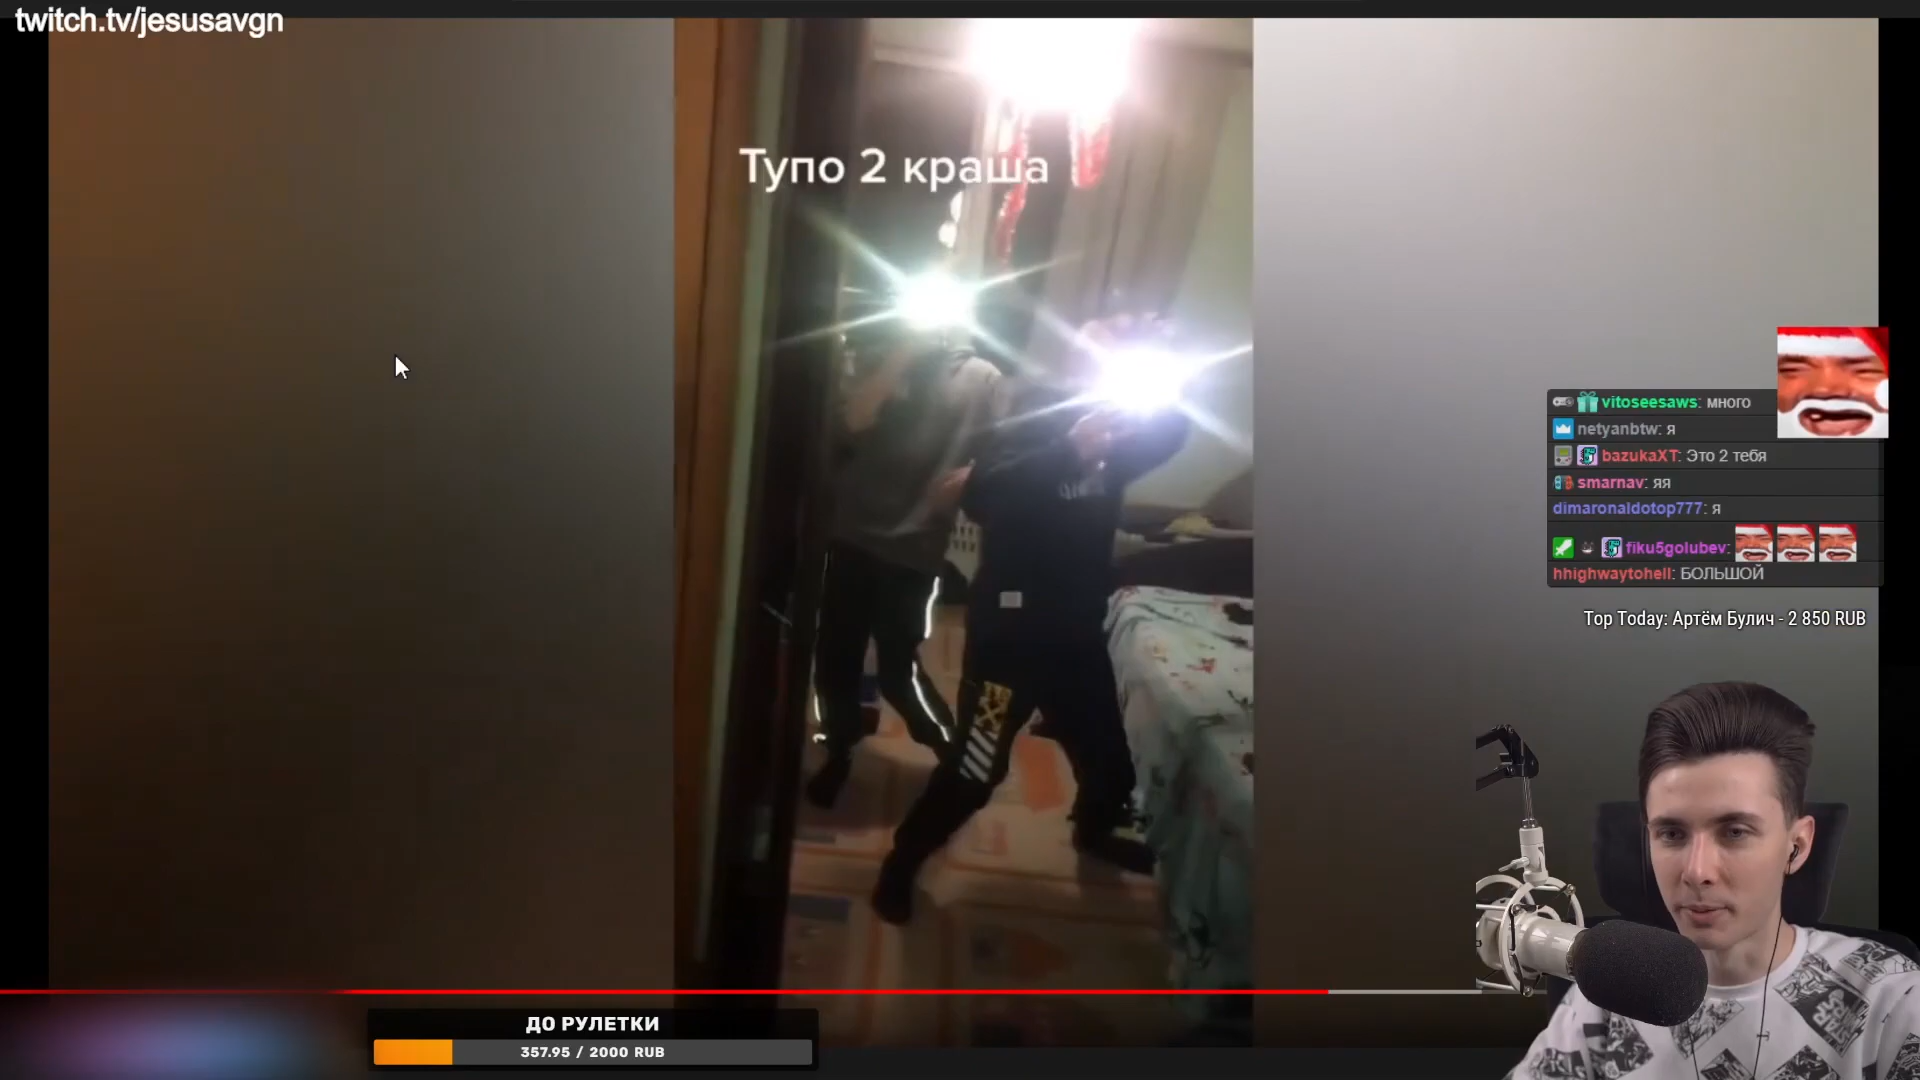 twitch.tv/jesusavgn
Тупо 2 краша
vitoseesaws: много
netyanbtw: я
bazukaXT: Это 2 тебя
smarnav: яя
dimaronaldotop777: я
fiku5golubev:
hhighwaytohell: БОЛЬШОЙ
Top Today: Артём Булич - 2 850 RUB
ДО РУЛЕТКИ
357.95 / 2000 RUB